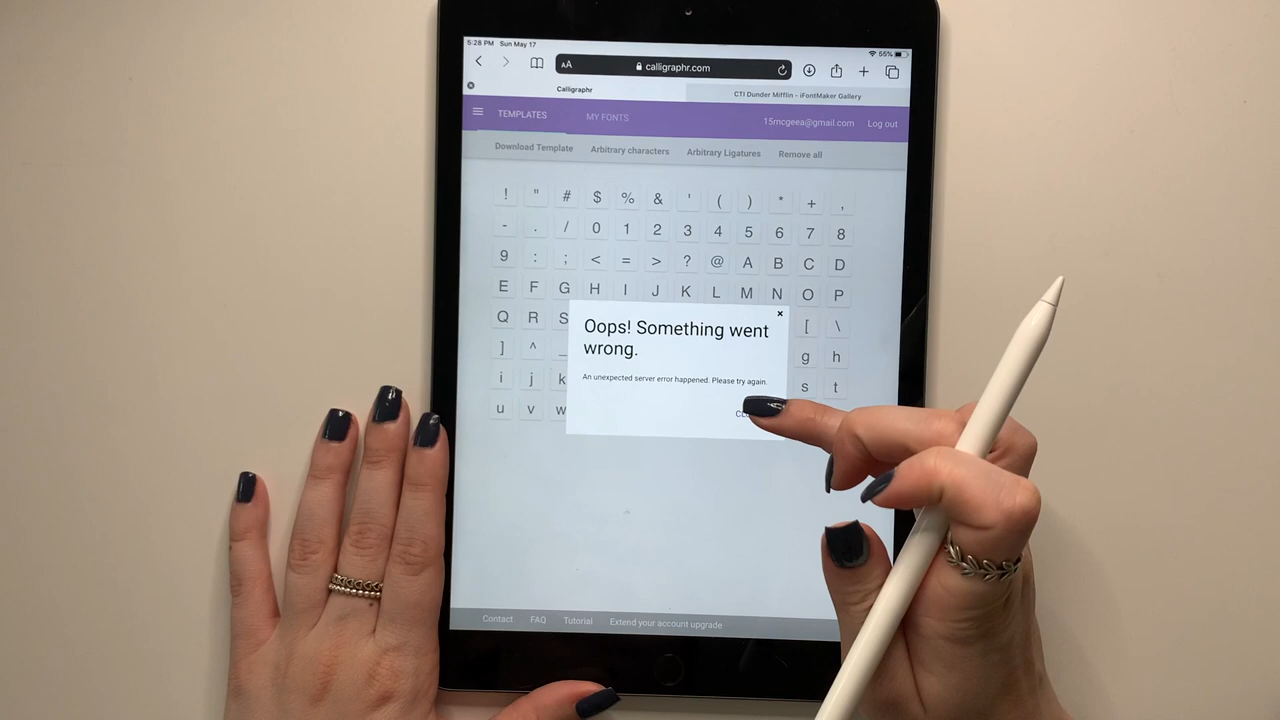 5:28 PM Sun May 17
55%
AA
calligraphr.com
Calligraphr
CTI Dunder Mifflin - iFontMaker Gallery
TEMPLATES
MY FONTS
15mcgeea@gmail.com
Log out
Download Template
Arbitrary characters
Arbitrary Ligatures
Remove all
! " # $ % & ' ( ) * + ,
- . / 0 1 2 3 4 5 6 7 8
9 : ; < = > ? @ A B C D
E F G H I J K L M N O P
Q R S [ \
] ^ _ g h
i j k s t
u v w
Oops! Something went
wrong.
An unexpected server error happened. Please try again.
Contact
FAQ
Tutorial
Extend your account upgrade